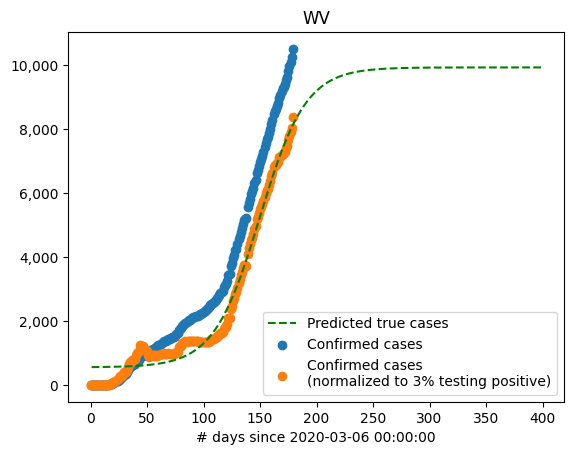 WV
10,000
8,000
6,000
4,000
2,000
0
Predicted true cases
Confirmed cases
Confirmed cases
(normalized to 3% testing positive)
0 50 100 150 200 250 300 350 400
# days since 2020-03-06 00:00:00